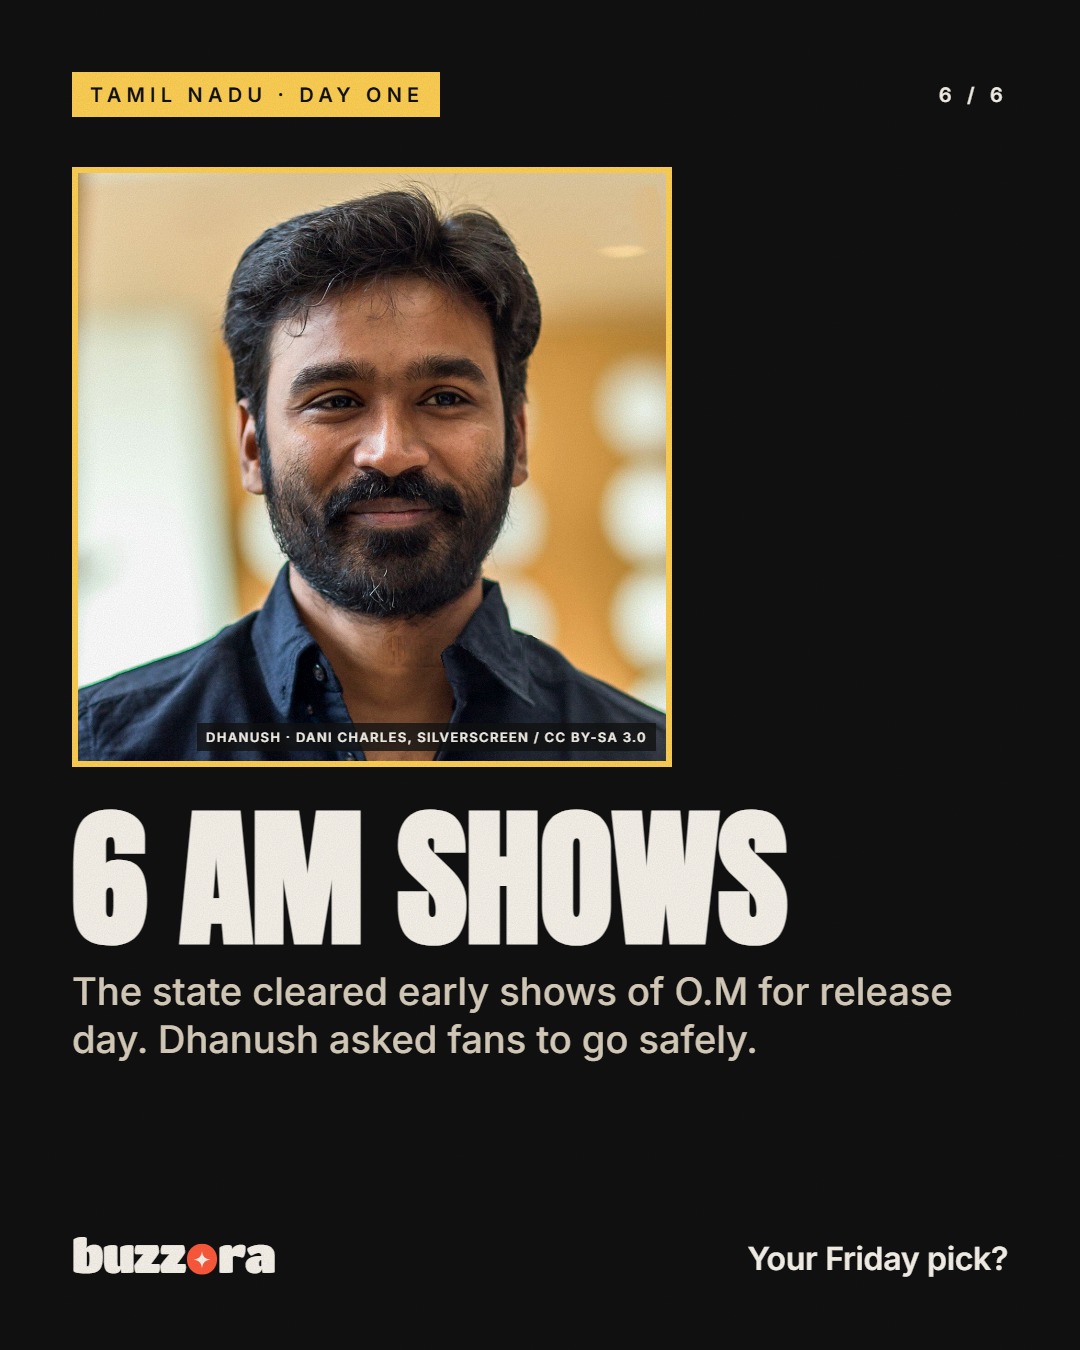 TAMIL NADU · DAY ONE
6 / 6
DHANUSH · DANI CHARLES, SILVERSCREEN / CC BY-SA 3.0
6 AM SHOWS
The state cleared early shows of O.M for release
day. Dhanush asked fans to go safely.
buzzora
Your Friday pick?